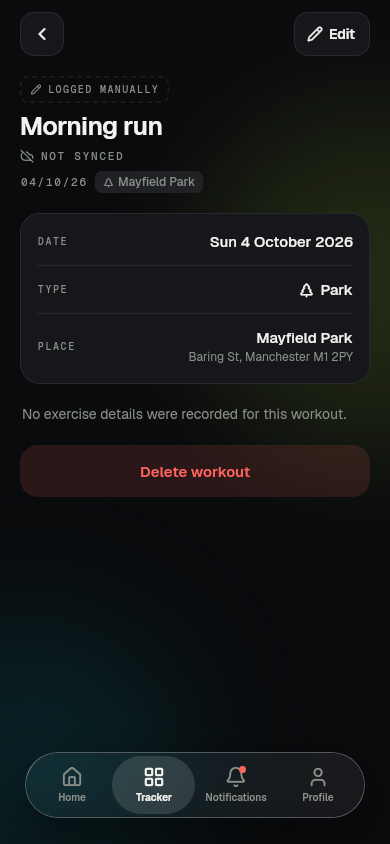 Edit
LOGGED MANUALLY
Morning run
NOT SYNCED
04/10/26 Mayfield Park
DATE Sun 4 October 2026
TYPE Park
PLACE Mayfield Park
Baring St, Manchester M1 2PY
No exercise details were recorded for this workout.
Delete workout
Home Tracker Notifications Profile